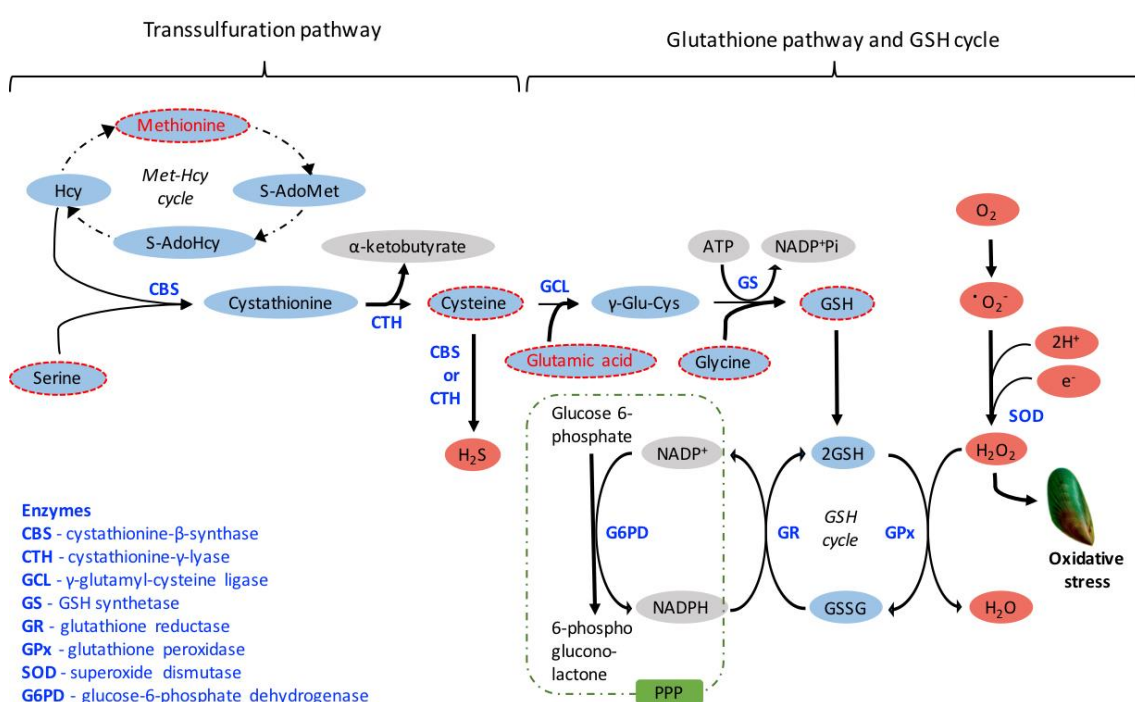 Transsulfuration pathway
Glutathione pathway and GSH cycle
Methionine
Met-Hcy
cycle
Hcy
S-AdoMet
S-AdoHcy
α-ketobutyrate
ATP
NADP⁺Pi
O₂
CBS
Cystathionine
CTH
Cysteine
GCL
γ-Glu-Cys
GS
GSH
•O₂⁻
Serine
CBS
or
CTH
Glutamic acid
Glycine
2H⁺
e⁻
SOD
H₂S
Glucose 6-
phosphate
NADP⁺
2GSH
H₂O₂
G6PD
GR
GSH
cycle
GPx
Oxidative
stress
NADPH
GSSG
H₂O
6-phospho
glucono-
lactone
PPP
Enzymes
CBS - cystathionine-β-synthase
CTH - cystathionine-γ-lyase
GCL - γ-glutamyl-cysteine ligase
GS - GSH synthetase
GR - glutathione reductase
GPx - glutathione peroxidase
SOD - superoxide dismutase
G6PD - glucose-6-phosphate dehydrogenase